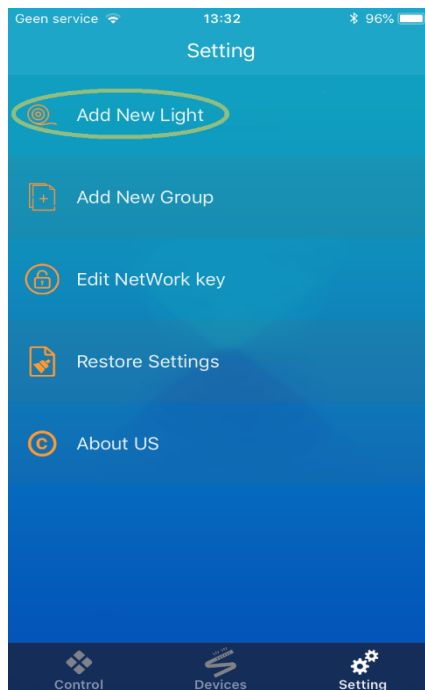 Geen service 13:32 96%
Setting
Add New Light
Add New Group
Edit NetWork key
Restore Settings
About US
Control Devices Setting